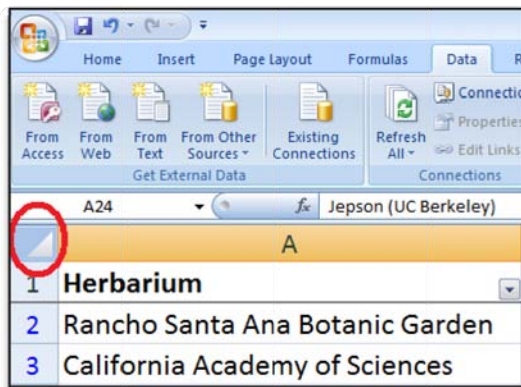 Home Insert Page Layout Formulas Data R
From Access From Web From Text From Other Sources Existing Connections Refresh All Connectio
Properties
Edit Links
Get External Data Connections
A24 fx Jepson (UC Berkeley)
A
1 Herbarium
2 Rancho Santa Ana Botanic Garden
3 California Academy of Sciences